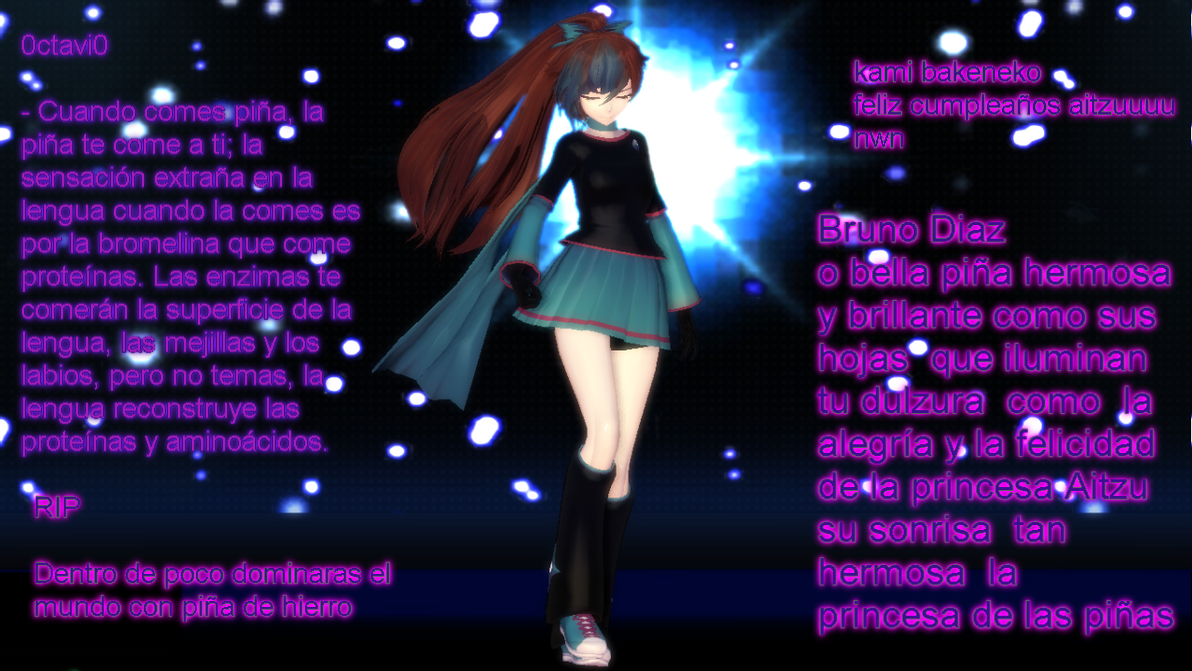 0ctavi0
- Cuando comes piña, la
piña te come a ti; la
sensación extraña en la
lengua cuando la comes es
por la bromelina que come
proteínas. Las enzimas te
comerán la superficie de la
lengua, las mejillas y los
labios, pero no temas, la
lengua reconstruye las
proteínas y aminoácidos.
RIP
Dentro de poco dominaras el
mundo con piña de hierro
kami bakeneko
feliz cumpleaños aitzuuuu
nwn
Bruno Diaz
o bella piña hermosa
y brillante como sus
hojas que iluminan
tu dulzura como la
alegría y la felicidad
de la princesa Aitzu
su sonrisa tan
hermosa la
princesa de las piñas